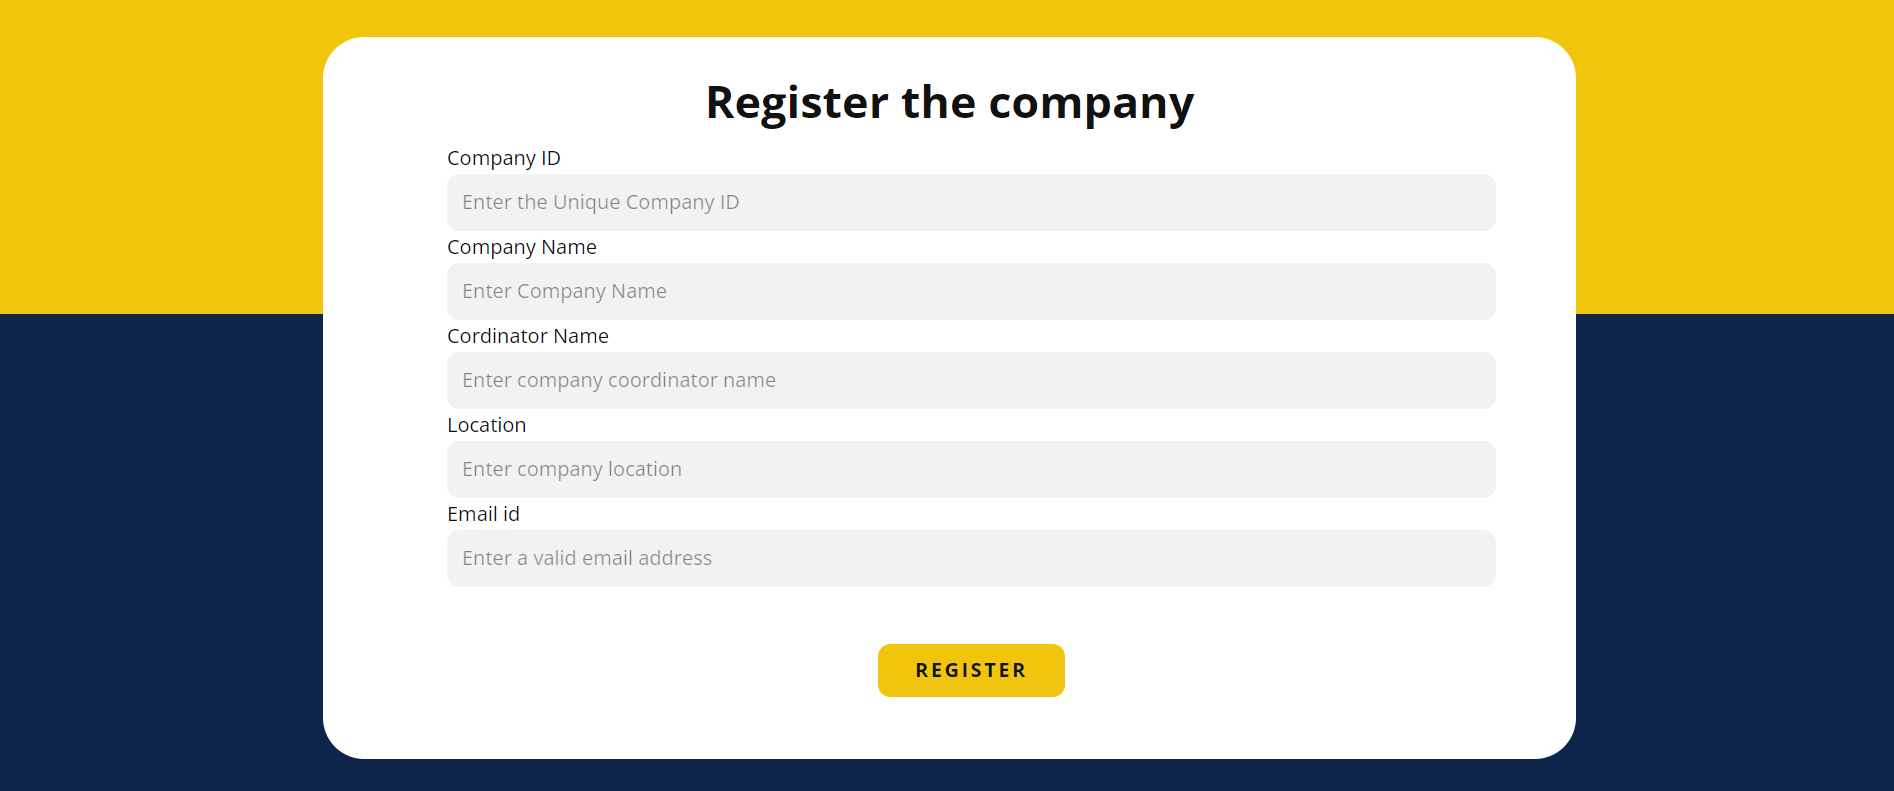 Register the company
Company ID
Enter the Unique Company ID
Company Name
Enter Company Name
Cordinator Name
Enter company coordinator name
Location
Enter company location
Email id
Enter a valid email address
REGISTER